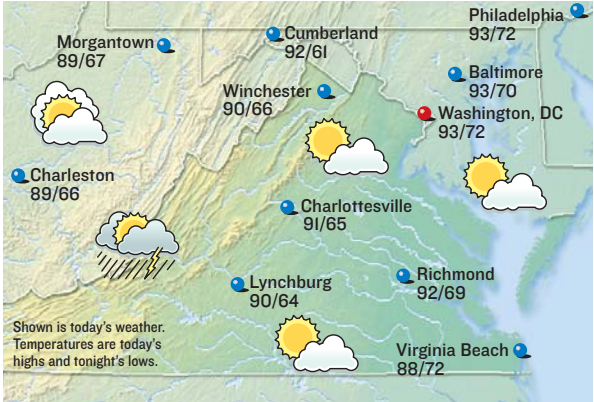 Philadelphia
93/72
Cumberland
92/61
Morgantown
89/67
Baltimore
93/70
Winchester
90/66
Washington, DC
93/72
Charleston
89/66
Charlottesville
91/65
Richmond
92/69
Lynchburg
90/64
Shown is today's weather.
Temperatures are today's
highs and tonight's lows.
Virginia Beach
88/72